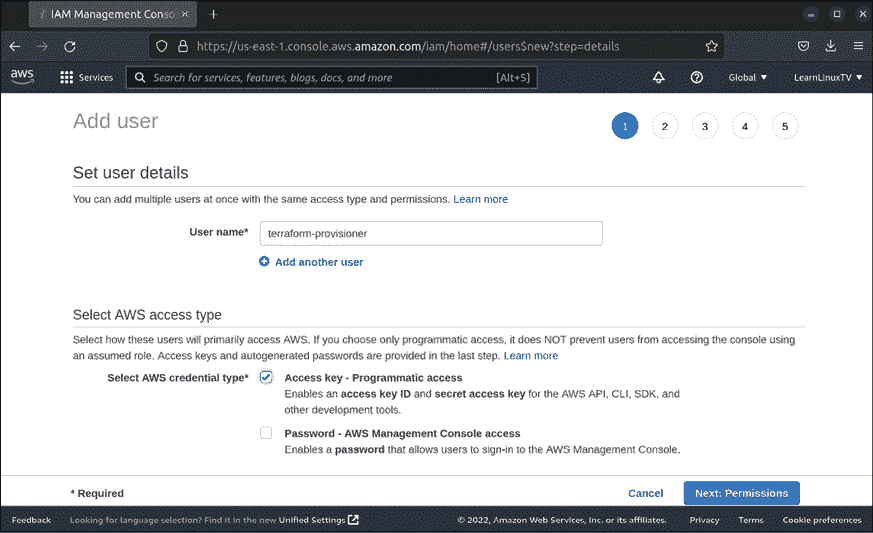 IAM Management Conso
https://us-east-1.console.aws.amazon.com/iam/home#/users$new?step=details
aws
Services
Search for services, features, blogs, docs, and more
[Alt+S]
Global
LearnLinuxTV
Add user
1 2 3 4 5
Set user details
You can add multiple users at once with the same access type and permissions. Learn more
User name* terraform-provisioner
Add another user
Select AWS access type
Select how these users will primarily access AWS. If you choose only programmatic access, it does NOT prevent users from accessing the console using
an assumed role. Access keys and autogenerated passwords are provided in the last step. Learn more
Select AWS credential type* Access key - Programmatic access
Enables an access key ID and secret access key for the AWS API, CLI, SDK, and
other development tools.
Password - AWS Management Console access
Enables a password that allows users to sign-in to the AWS Management Console.
* Required
Cancel
Next: Permissions
Feedback
Looking for language selection? Find it in the new Unified Settings
© 2022, Amazon Web Services, Inc. or its affiliates.
Privacy
Terms
Cookie preferences